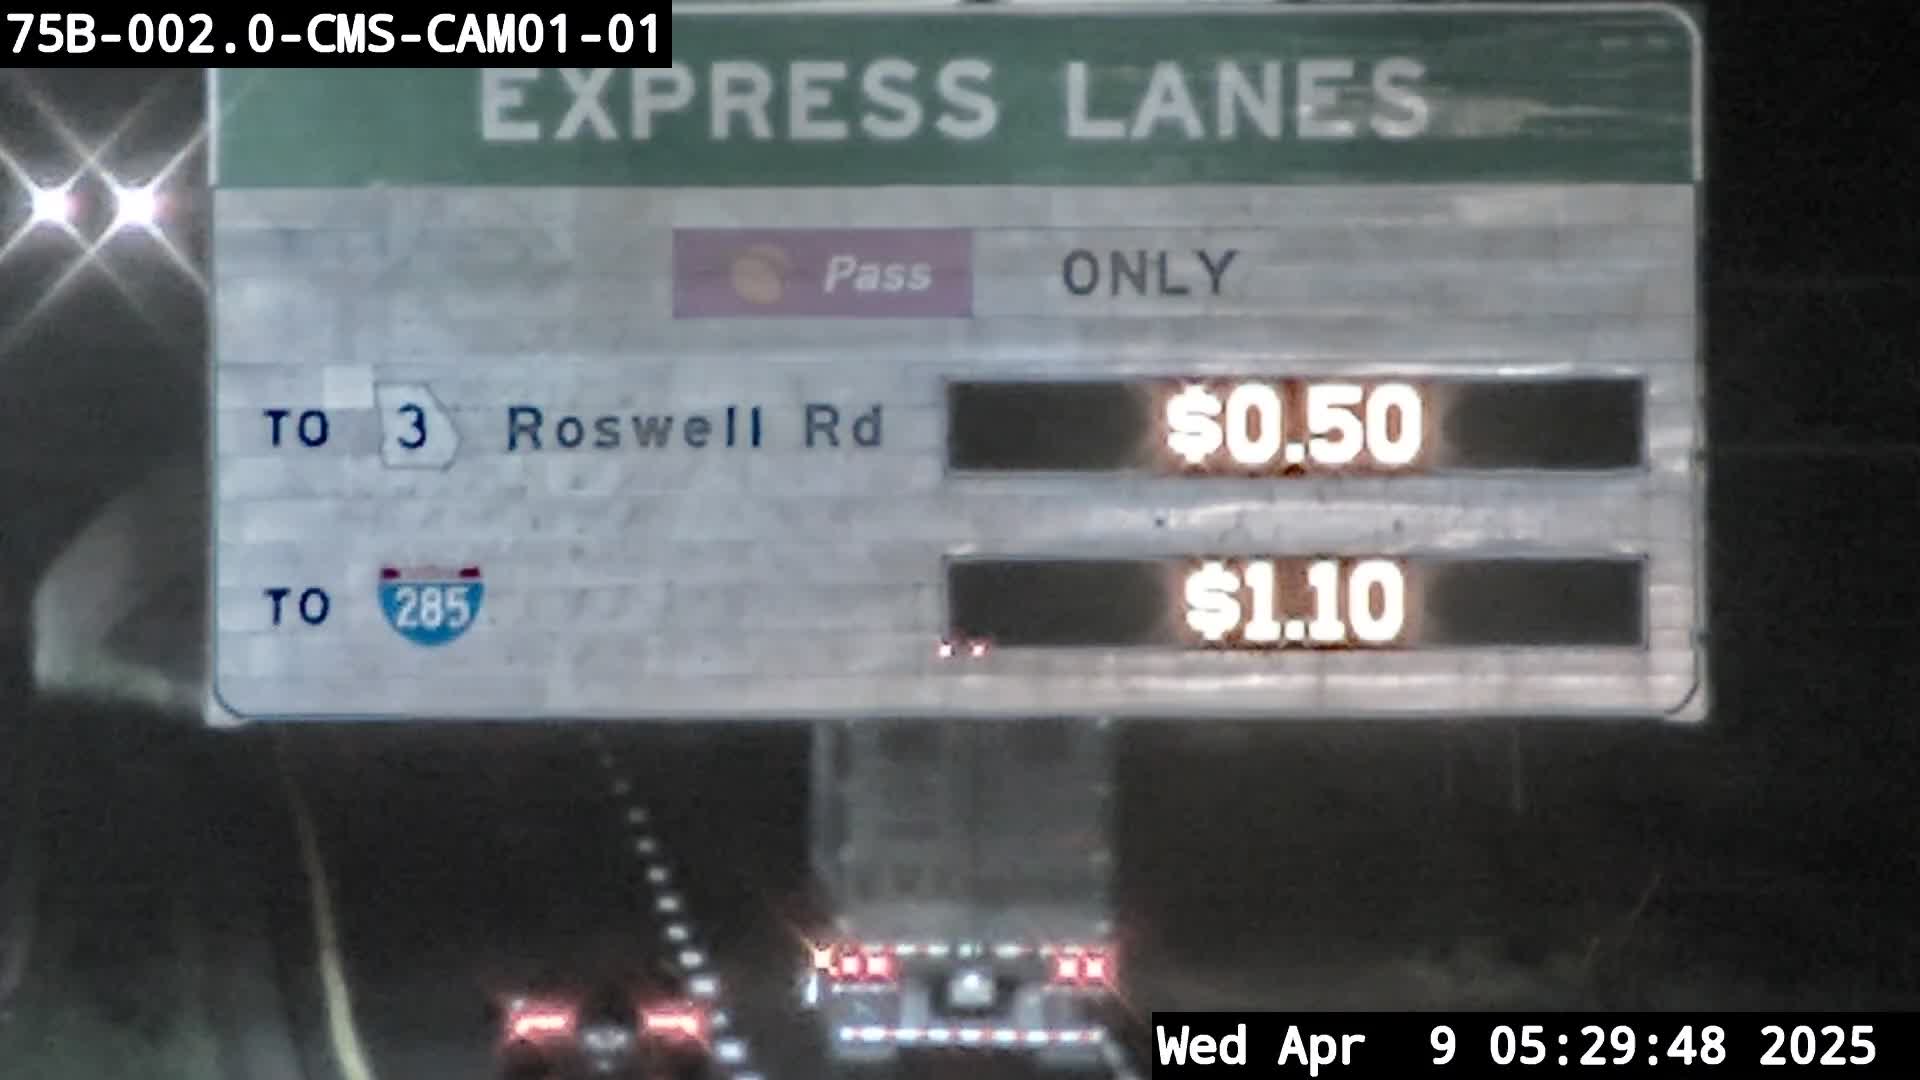 75B-002.0-CMS-CAM01-01
EXPRESS LANES
Pass ONLY
TO 3 Roswell Rd $0.50
TO 285 $1.10
Wed Apr 9 05:29:48 2025